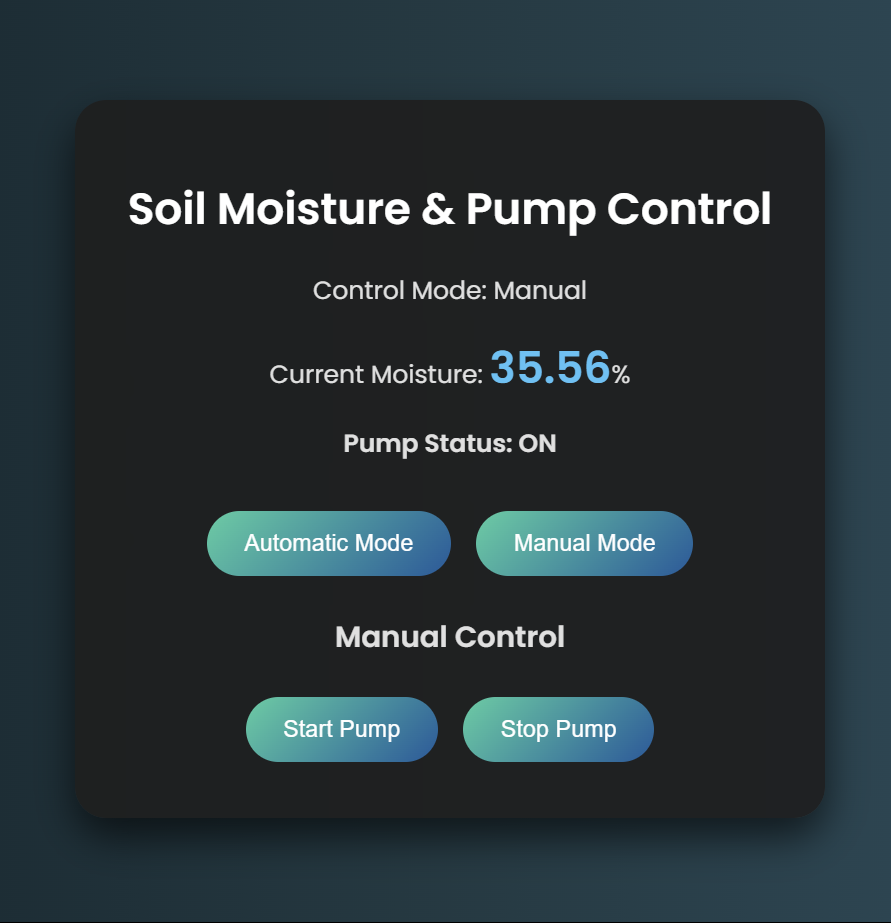 Soil Moisture & Pump Control
Control Mode: Manual
Current Moisture: 35.56%
Pump Status: ON
Automatic Mode Manual Mode
Manual Control
Start Pump Stop Pump